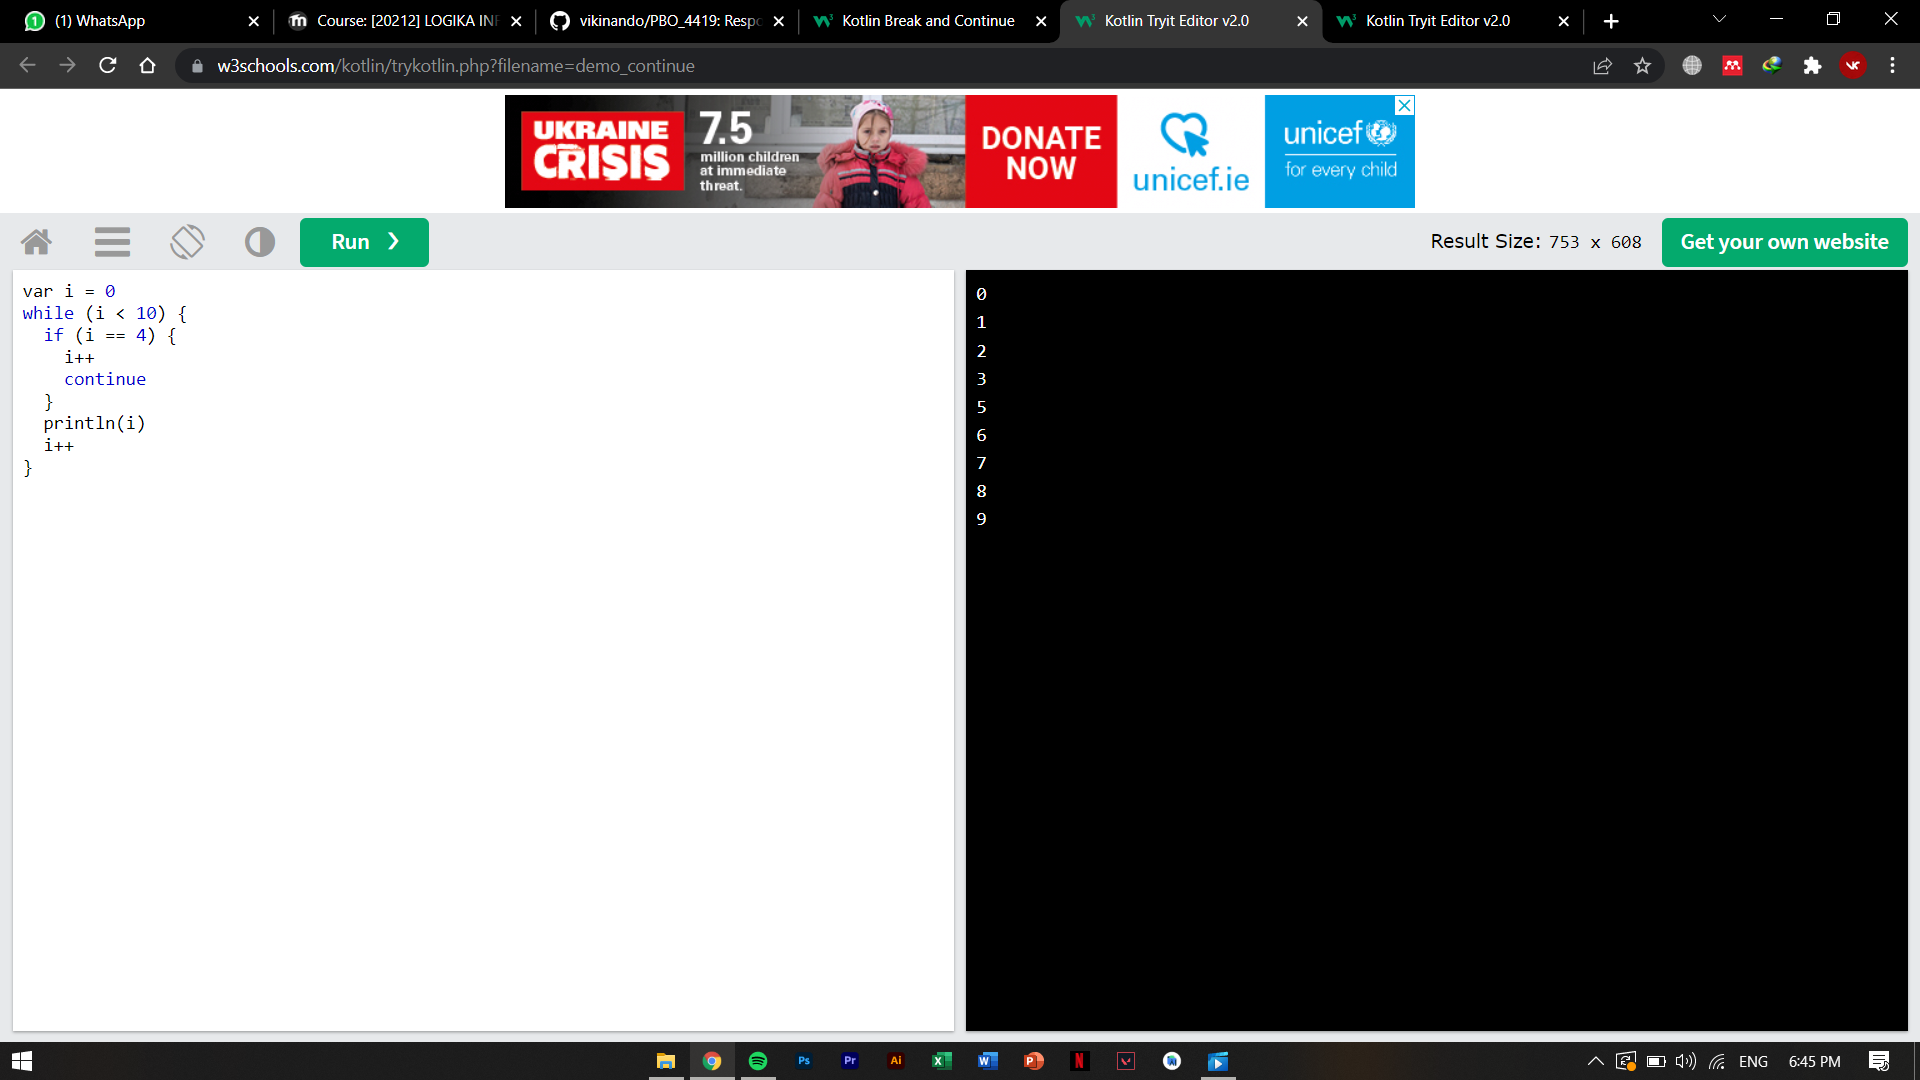 (1) WhatsApp
Course: [20212] LOGIKA INF
vikinando/PBO_4419: Respo
Kotlin Break and Continue
Kotlin Tryit Editor v2.0
Kotlin Tryit Editor v2.0
w3schools.com/kotlin/trykotlin.php?filename=demo_continue
VK
UKRAINE
CRISIS
7.5
million children
at immediate
threat.
DONATE
NOW
unicef.ie
unicef
for every child
Run ❯
Result Size: 753 x 608
Get your own website
var i = 0
while (i < 10) {
if (i == 4) {
i++
continue
}
println(i)
i++
}
0
1
2
3
5
6
7
8
9
Ps
Pr
Ai
ENG
6:45 PM